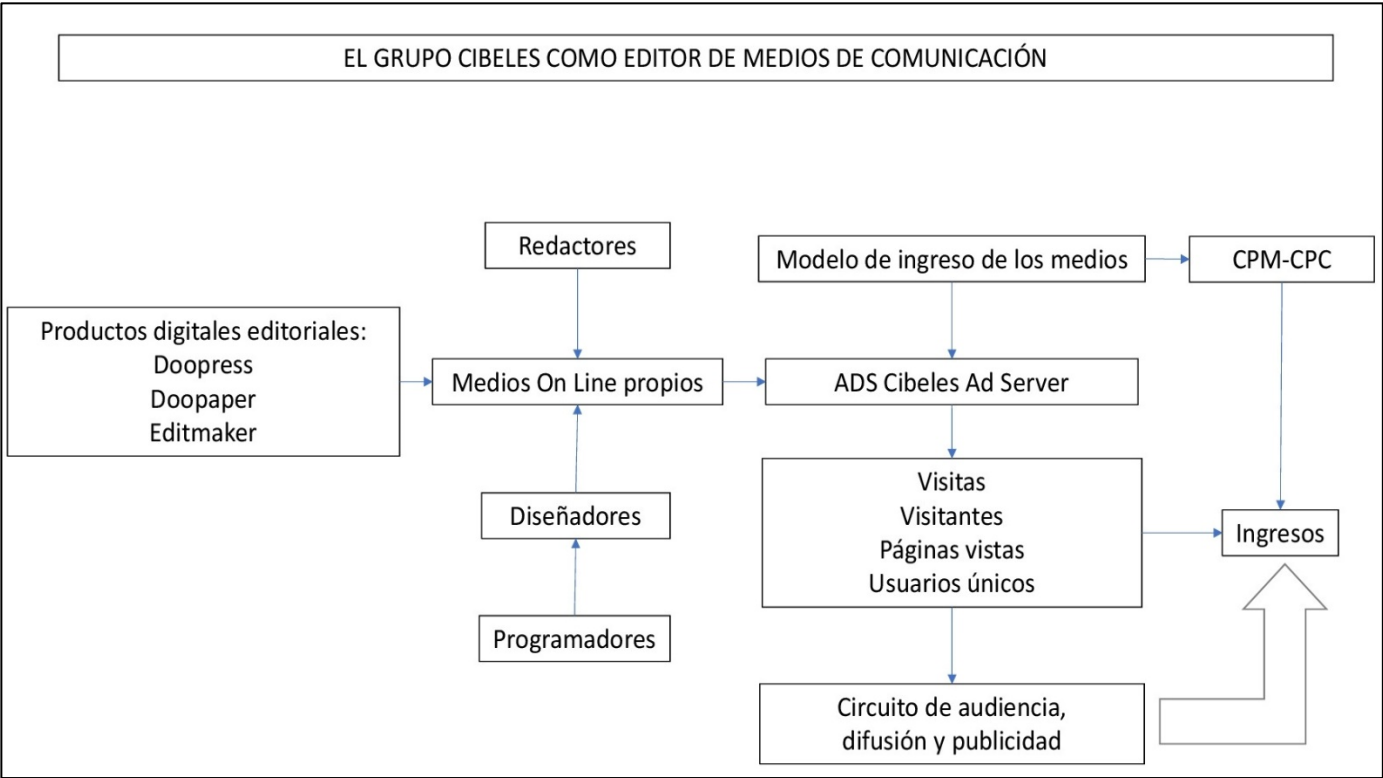 EL GRUPO CIBELES COMO EDITOR DE MEDIOS DE COMUNICACIÓN
Redactores
Modelo de ingreso de los medios
CPM-CPC
Productos digitales editoriales:
Doopress
Doopaper
Editmaker
Medios On Line propios
ADS Cibeles Ad Server
Diseñadores
Programadores
Visitas
Visitantes
Páginas vistas
Usuarios únicos
Ingresos
Circuito de audiencia,
difusión y publicidad